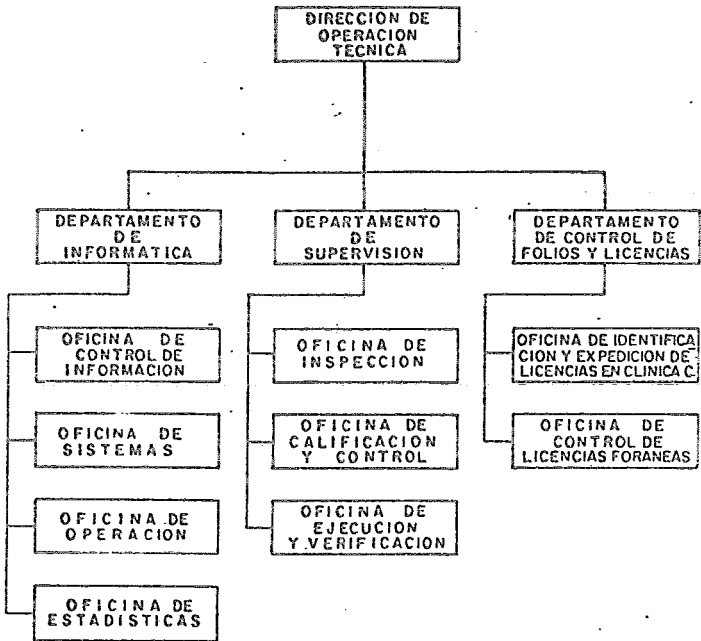 DIRECCION DE
OPERACION
TECNICA
DEPARTAMENTO
DE
INFORMATICA
DEPARTAMENTO
DE
SUPERVISION
DEPARTAMENTO
DE CONTROL DE
FOLIOS Y LICENCIAS
OFICINA DE
CONTROL DE
INFORMACION
OFICINA DE
INSPECCION
OFICINA DE IDENTIFICA
CION Y EXPEDICION DE
LICENCIAS EN CLINICA C.
OFICINA DE
SISTEMAS
OFICINA DE
CALIFICACION
Y CONTROL
OFICINA DE
CONTROL DE
LICENCIAS FORANEAS
OFICINA DE
OPERACION
OFICINA DE
EJECUCION
Y VERIFICACION
OFICINA DE
ESTADISTICAS